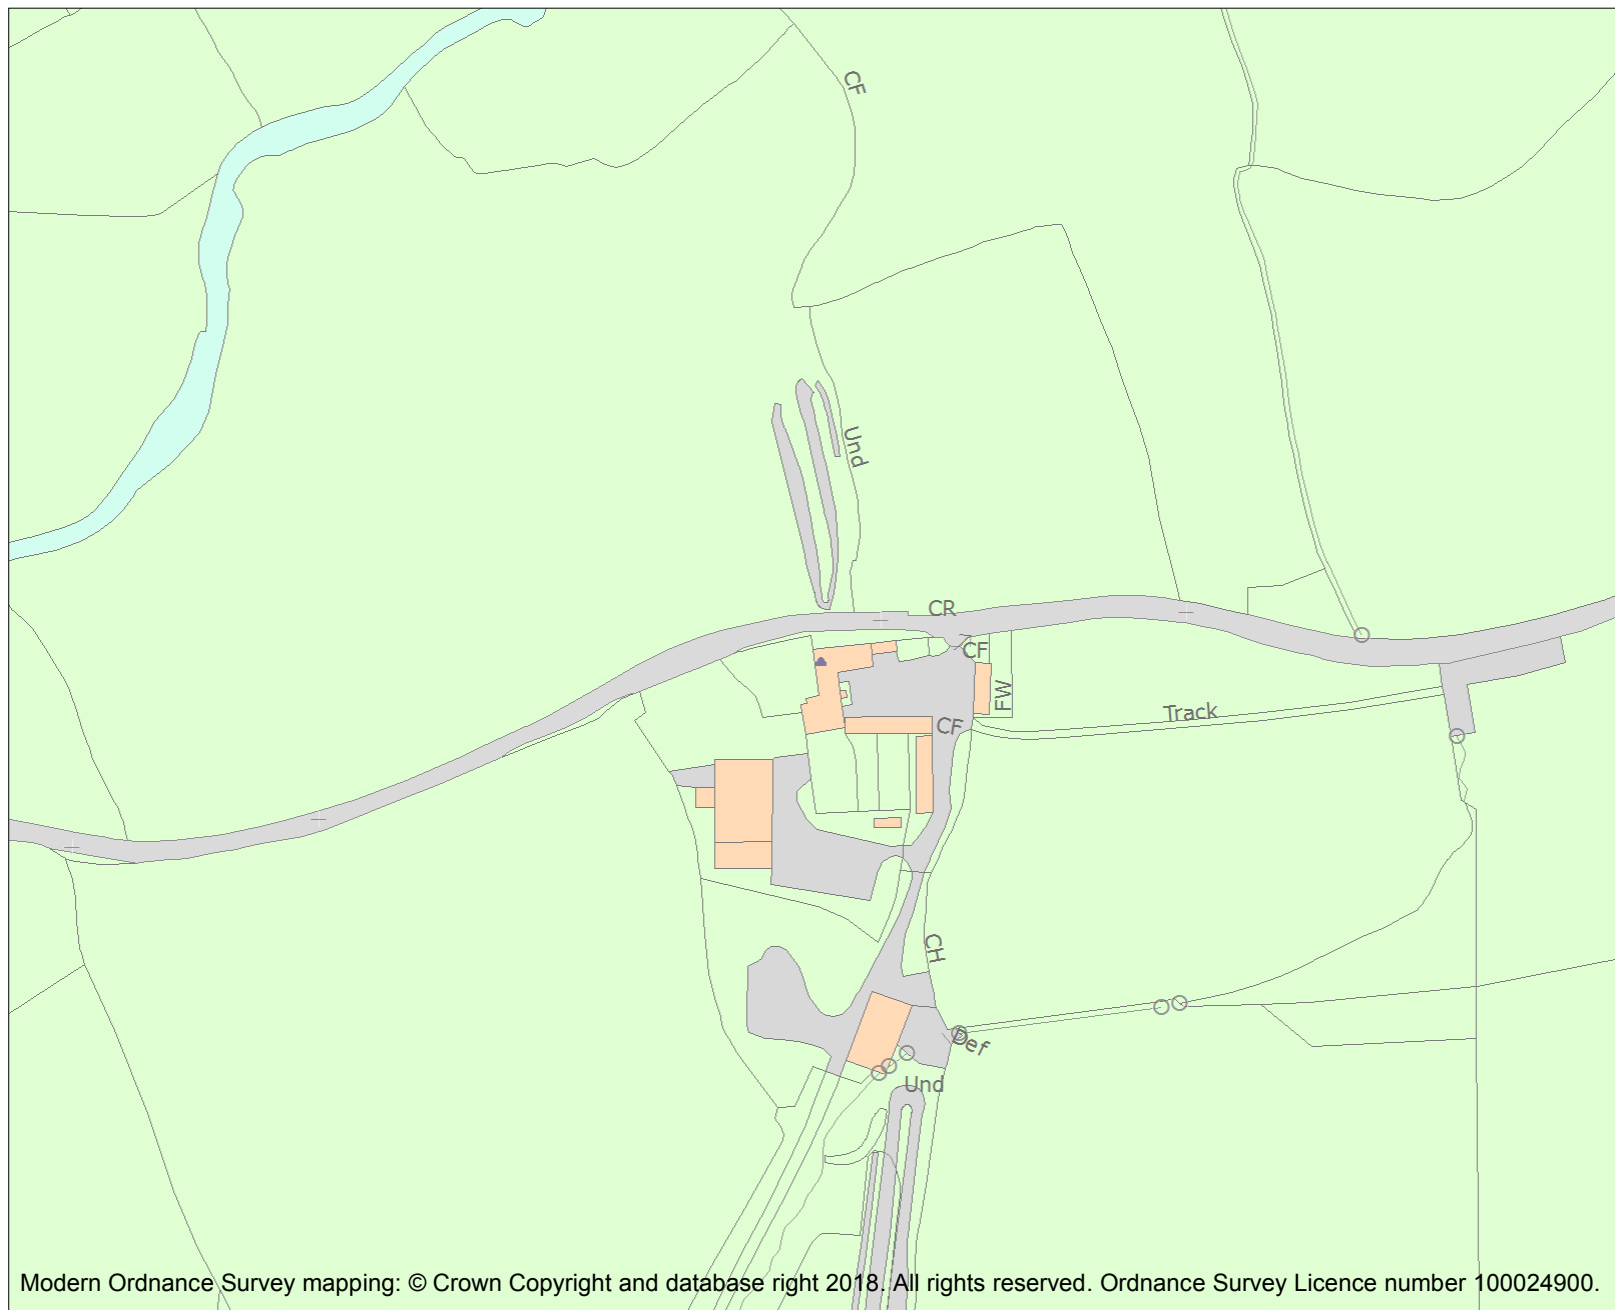 CF
Und
CR
CF
FW
Track
CF
CH
Def
Und
Modern Ordnance Survey mapping: © Crown Copyright and database right 2018. All rights reserved. Ordnance Survey Licence number 100024900.